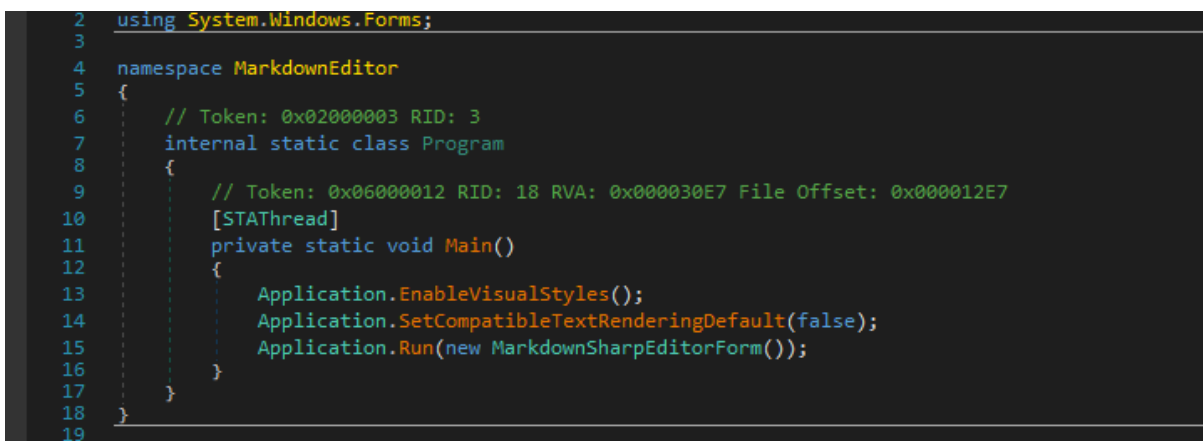 2 using System.Windows.Forms;
3
4 namespace MarkdownEditor
5 {
6 // Token: 0x02000003 RID: 3
7 internal static class Program
8 {
9 // Token: 0x06000012 RID: 18 RVA: 0x000030E7 File Offset: 0x000012E7
10 [STAThread]
11 private static void Main()
12 {
13 Application.EnableVisualStyles();
14 Application.SetCompatibleTextRenderingDefault(false);
15 Application.Run(new MarkdownSharpEditorForm());
16 }
17 }
18 }
19